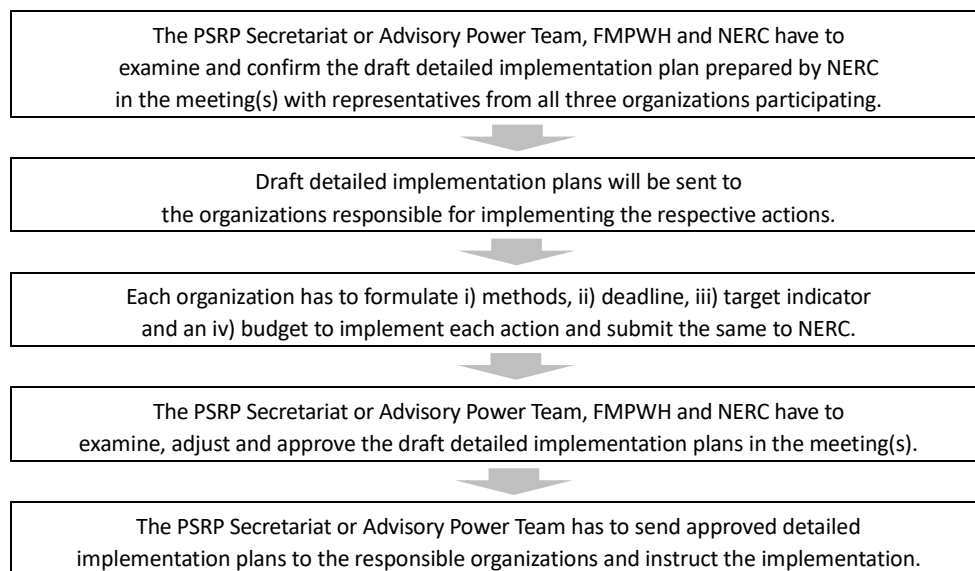 The PSRP Secretariat or Advisory Power Team, FMPWH and NERC have to
examine and confirm the draft detailed implementation plan prepared by NERC
in the meeting(s) with representatives from all three organizations participating.
Draft detailed implementation plans will be sent to
the organizations responsible for implementing the respective actions.
Each organization has to formulate i) methods, ii) deadline, iii) target indicator
and an iv) budget to implement each action and submit the same to NERC.
The PSRP Secretariat or Advisory Power Team, FMPWH and NERC have to
examine, adjust and approve the draft detailed implementation plans in the meeting(s).
The PSRP Secretariat or Advisory Power Team has to send approved detailed
implementation plans to the responsible organizations and instruct the implementation.